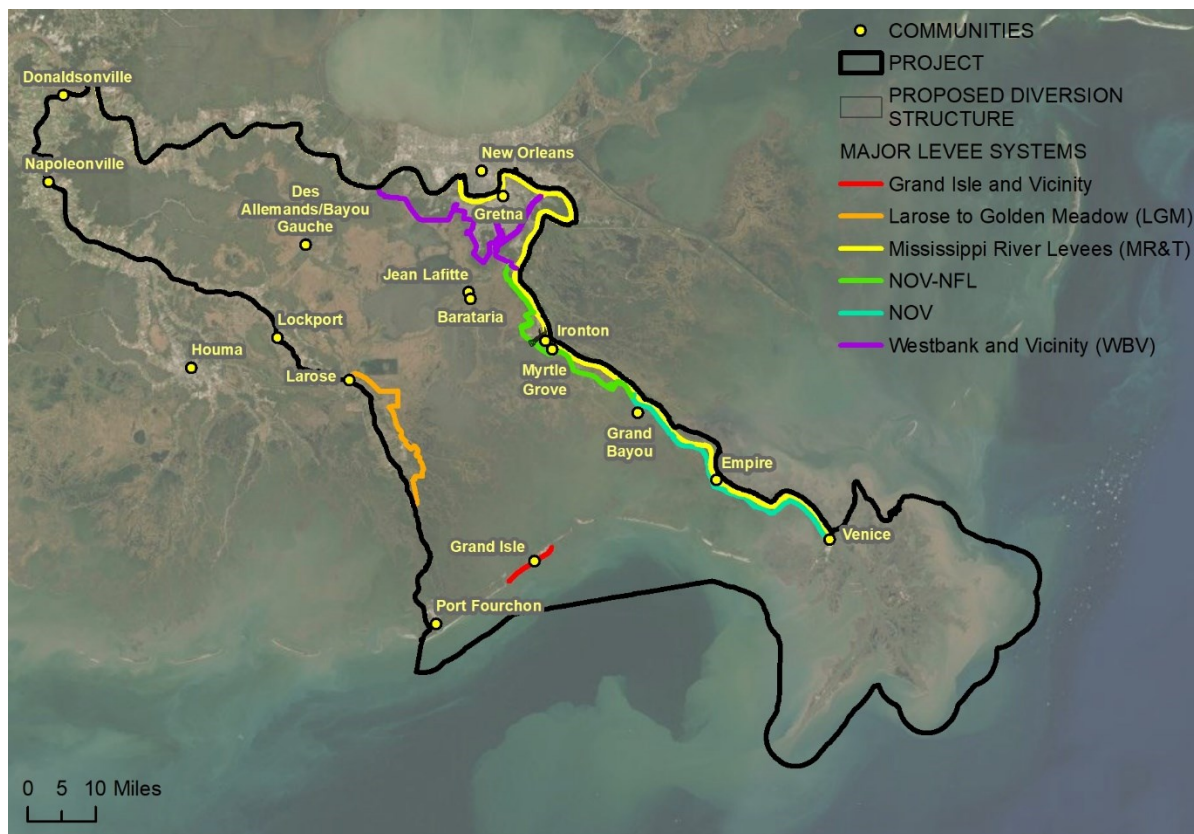 COMMUNITIES
PROJECT
PROPOSED DIVERSION
STRUCTURE
MAJOR LEVEE SYSTEMS
Grand Isle and Vicinity
Larose to Golden Meadow (LGM)
Mississippi River Levees (MR&T)
NOV-NFL
NOV
Westbank and Vicinity (WBV)
Donaldsonville
Napoleonville
New Orleans
Des
Allemands/Bayou
Gauche
Gretna
Jean Lafitte
Barataria
Lockport
Ironton
Houma
Myrtle
Grove
Larose
Grand
Bayou
Empire
Venice
Grand Isle
Port Fourchon
0 5 10 Miles